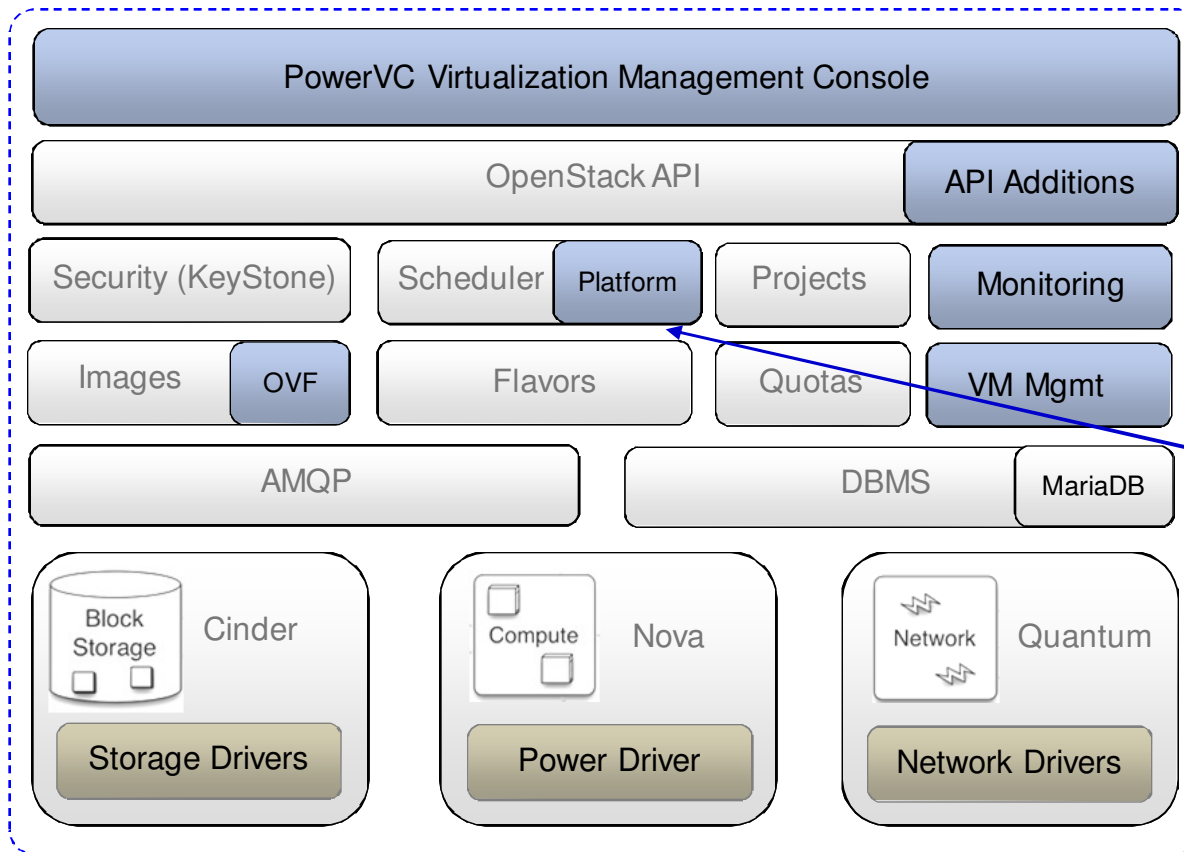 PowerVC Virtualization Management Console
OpenStack API
API Additions
Security (KeyStone)
Scheduler
Platform
Projects
Monitoring
Images
OVF
Flavors
Quotas
VM Mgmt
AMQP
DBMS
MariaDB
Block
Storage
Cinder
Compute
Nova
Network
Quantum
Storage Drivers
Power Driver
Network Drivers